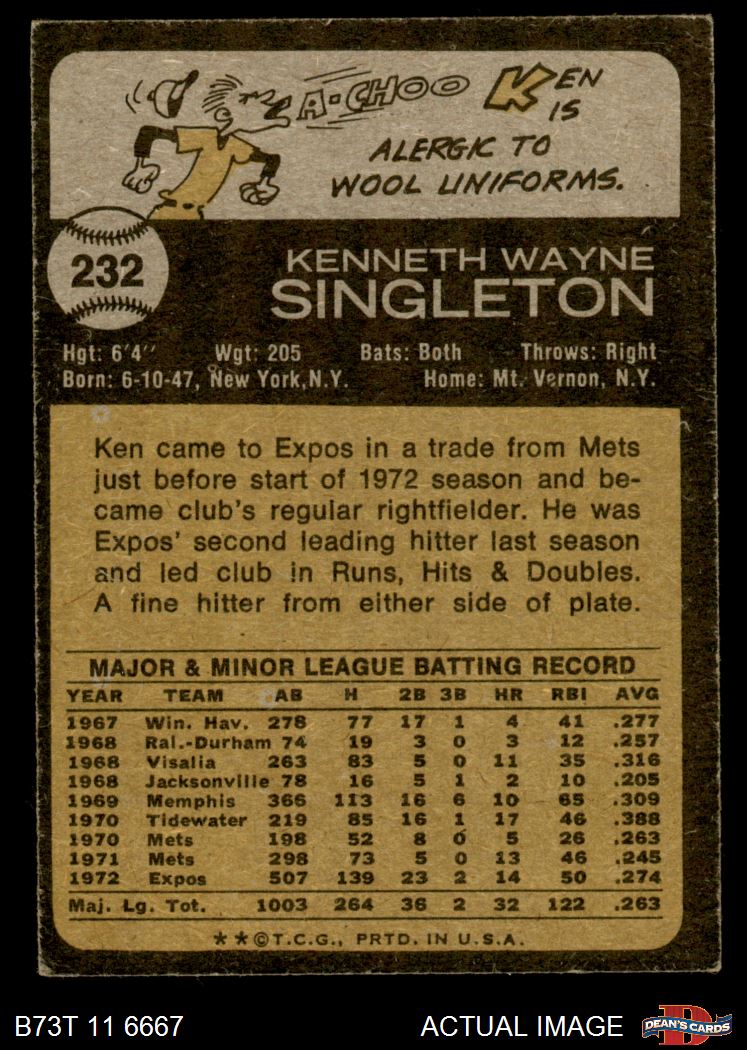 A-CHOO
KEN
IS
ALERGIC TO
WOOL UNIFORMS.
232
KENNETH WAYNE
SINGLETON
Hgt: 6'4" Wgt: 205 Bats: Both Throws: Right
Born: 6-10-47, New York, N.Y. Home: Mt. Vernon, N.Y.
Ken came to Expos in a trade from Mets
just before start of 1972 season and be-
came club's regular rightfielder. He was
Expos' second leading hitter last season
and led club in Runs, Hits & Doubles.
A fine hitter from either side of plate.
MAJOR & MINOR LEAGUE BATTING RECORD
YEAR TEAM AB H 2B 3B HR RBI AVG
1967 Win. Hav. 278 77 17 1 4 41 .277
1968 Ral.-Durham 74 19 3 0 3 12 .257
1968 Visalia 263 83 5 0 11 35 .316
1968 Jacksonville 78 16 5 1 2 10 .205
1969 Memphis 366 113 16 6 10 65 .309
1970 Tidewater 219 85 16 1 17 46 .388
1970 Mets 198 52 8 0 5 26 .263
1971 Mets 298 73 5 0 13 46 .245
1972 Expos 507 139 23 2 14 50 .274
Maj. Lg. Tot. 1003 264 36 2 32 122 .263
★★©T.C.G., PRTD. IN U.S.A.
B73T 11 6667 ACTUAL IMAGE D DEAN'S CARDS